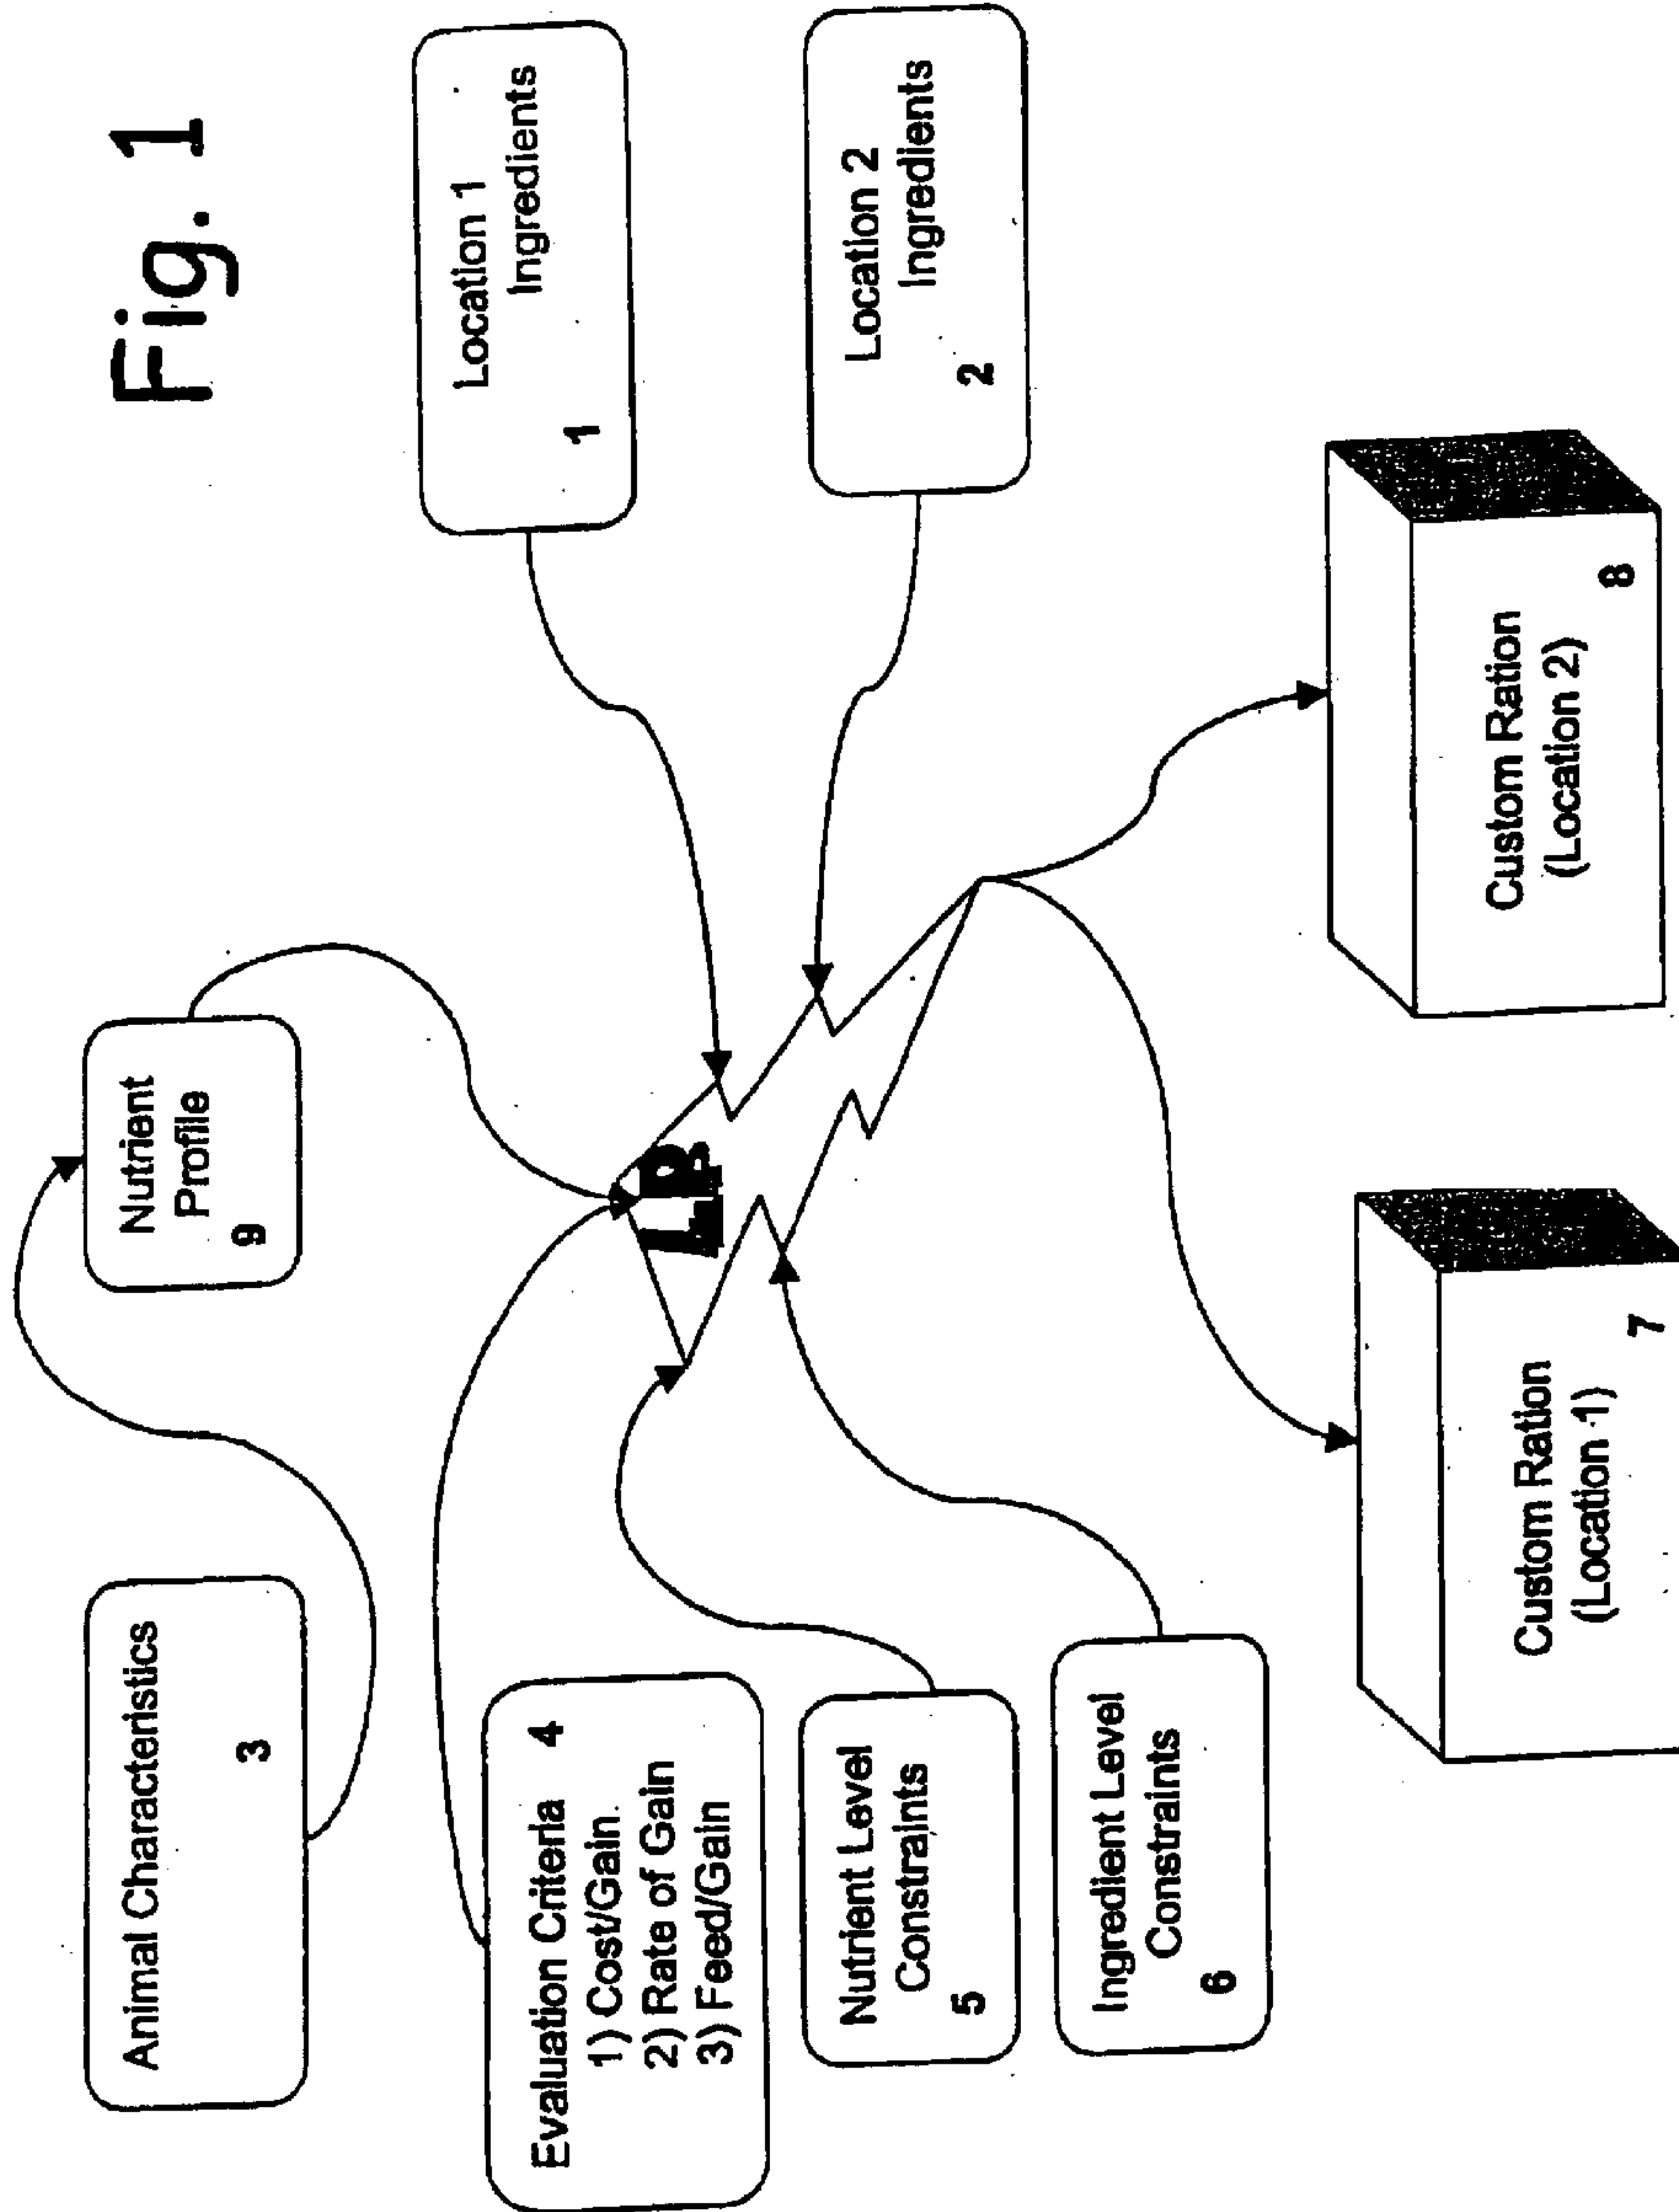 Fig. 1
Animal Characteristics
3
Nutrient
Profile
9
Location 1
Ingredients
1
Evaluation Criteria 4
1) Cost/Gain
2) Rate of Gain
3) Feed/Gain
LP
Location 2
Ingredients
2
Nutrient Level
Constraints
5
Ingredient Level
Constraints
6
Custom Ration
(Location 1)
7
Custom Ration
(Location 2)
8